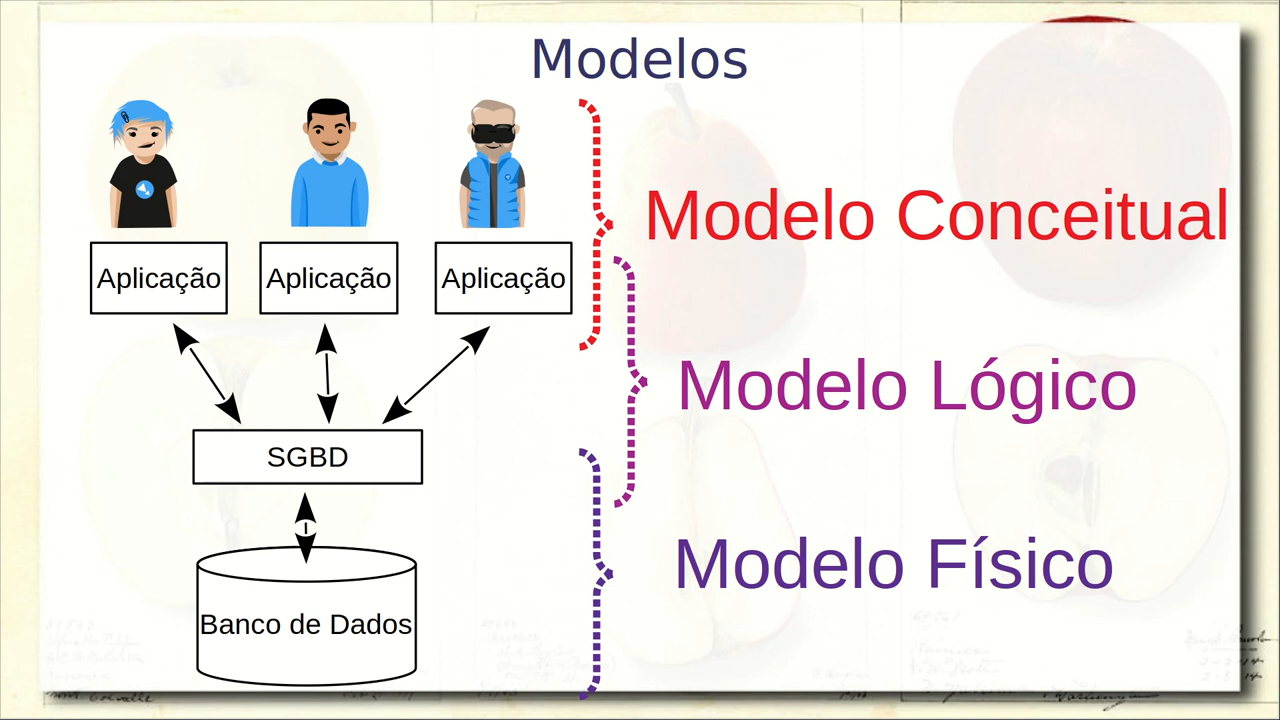 Modelos
Aplicação
Aplicação
Aplicação
Modelo Conceitual
Modelo Lógico
SGBD
Modelo Físico
Banco de Dados